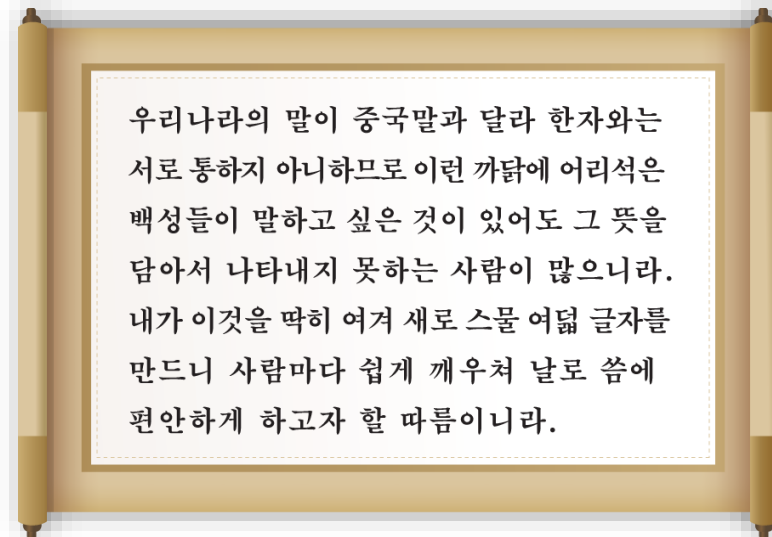 우리나라의 말이 중국말과 달라 한자와는
서로 통하지 아니하므로 이런 까닭에 어리석은
백성들이 말하고 싶은 것이 있어도 그 뜻을
담아서 나타내지 못하는 사람이 많으니라.
내가 이것을 딱히 여겨 새로 스물 여덟 글자를
만드니 사람마다 쉽게 깨우쳐 날로 씀에
편안하게 하고자 할 따름이니라.